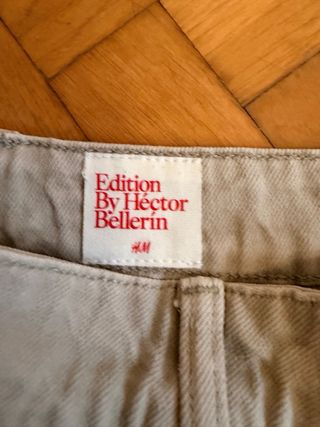 Edition
By Héctor
Bellerín
H&M